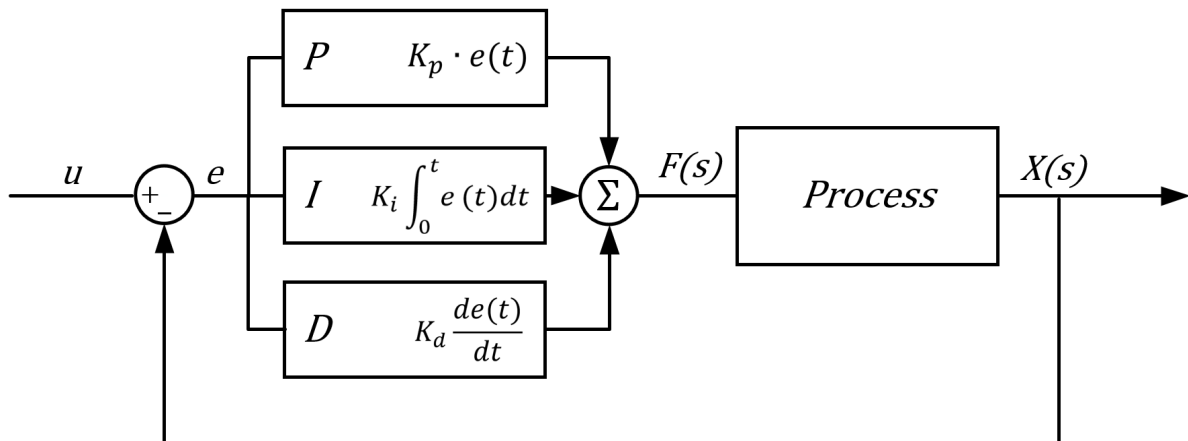 P K_p · e(t)
u
+
−
e
I K_i ∫_0^t e (t)dt
Σ
F(s)
Process
X(s)
D K_d de(t)/dt